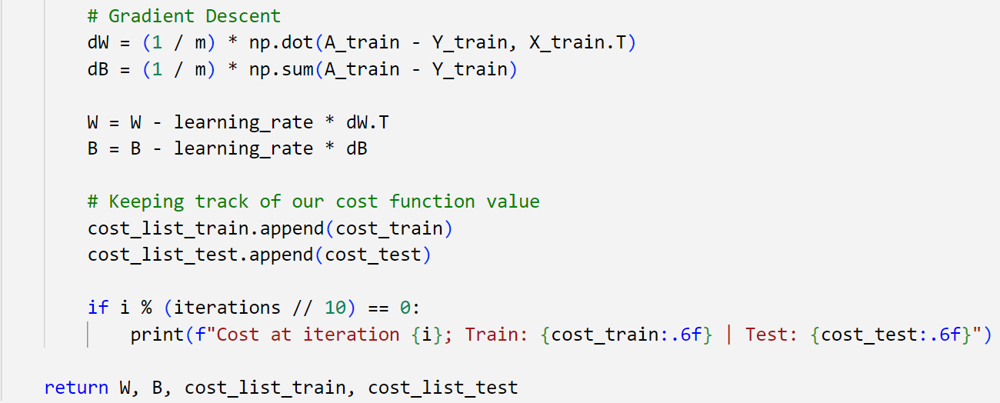 # Gradient Descent
dW = (1 / m) * np.dot(A_train - Y_train, X_train.T)
dB = (1 / m) * np.sum(A_train - Y_train)
W = W - learning_rate * dW.T
B = B - learning_rate * dB
# Keeping track of our cost function value
cost_list_train.append(cost_train)
cost_list_test.append(cost_test)
if i % (iterations // 10) == 0:
print(f"Cost at iteration {i}; Train: {cost_train:.6f} | Test: {cost_test:.6f}")
return W, B, cost_list_train, cost_list_test